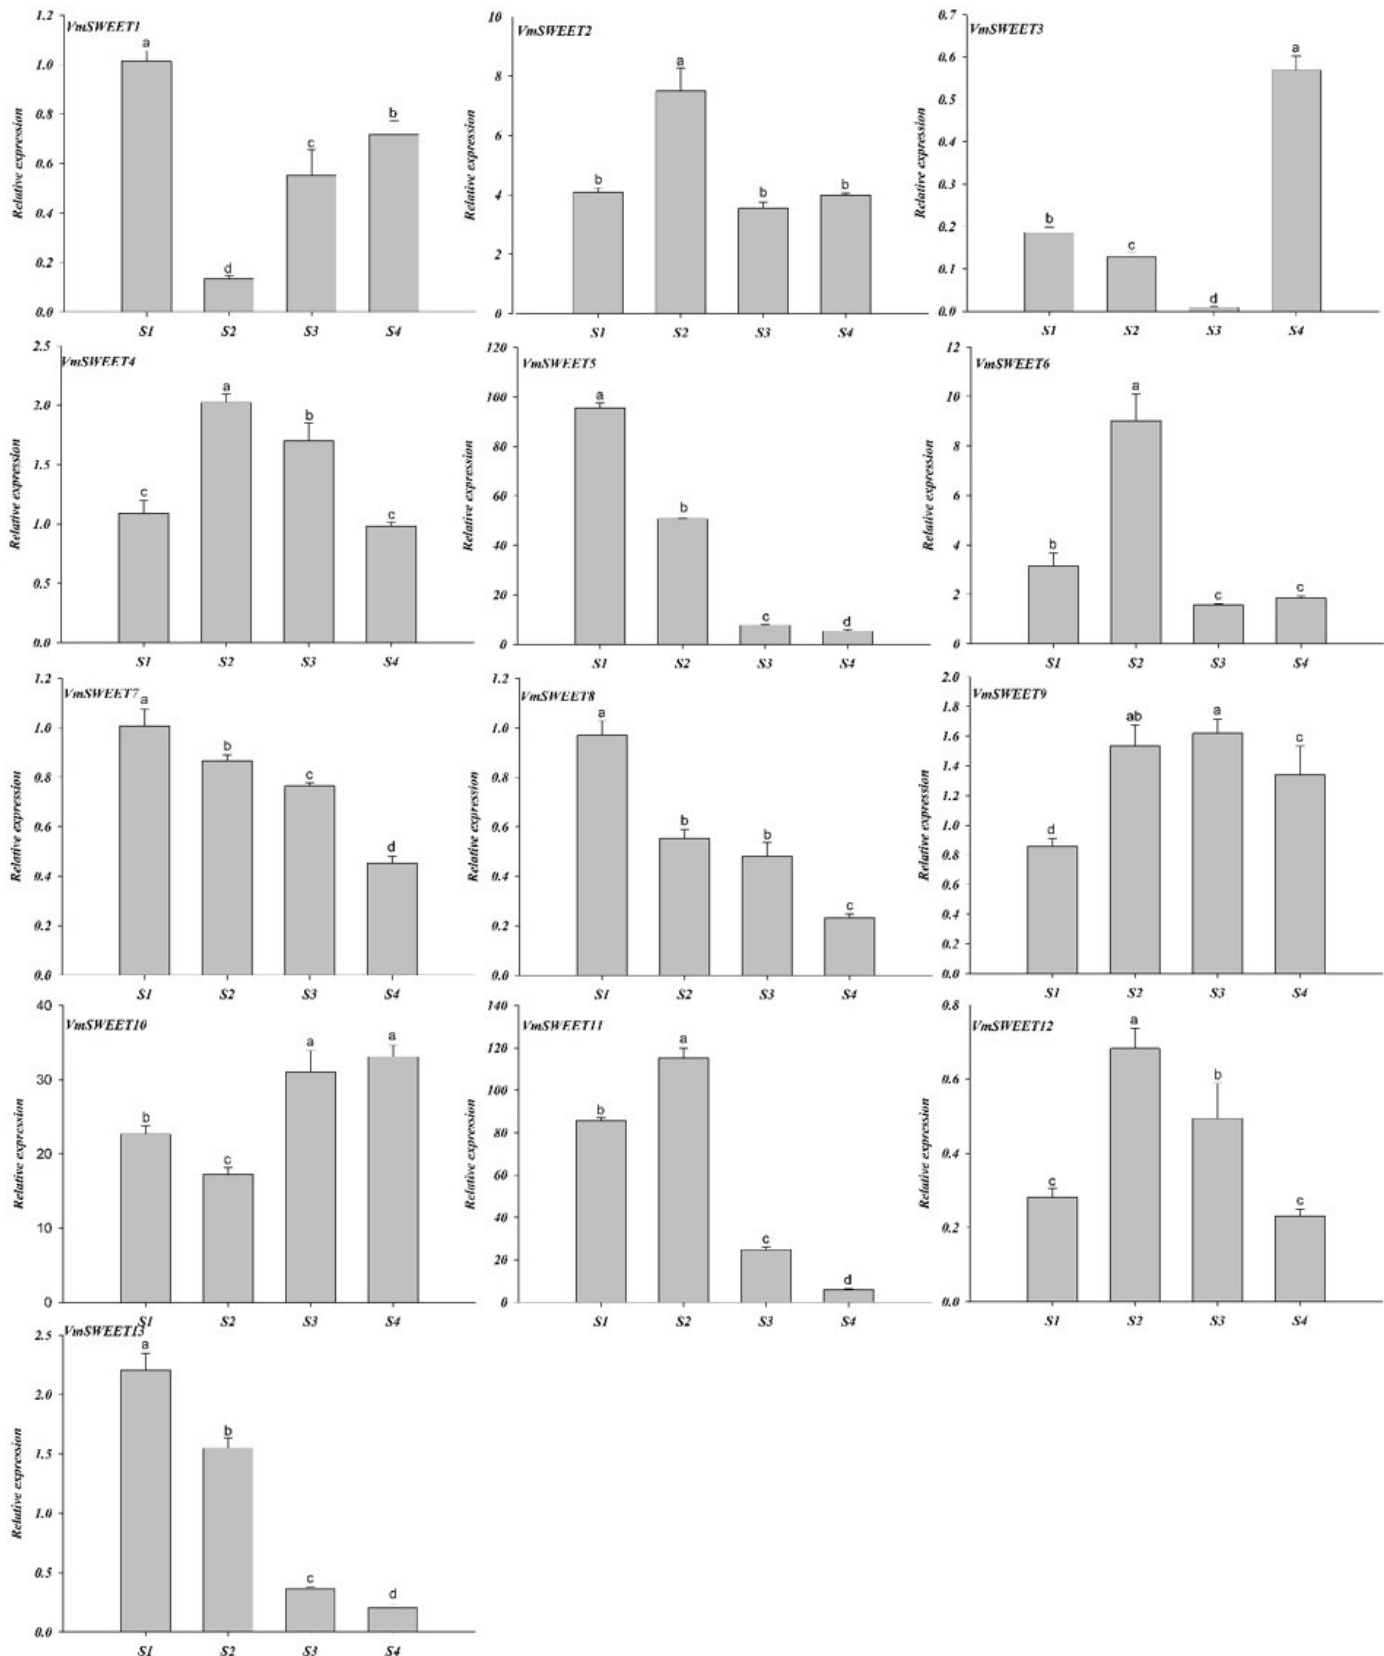 VmSWEET1
Relative expression
1.2
1.0
0.8
0.6
0.4
0.2
0.0
a
d
c
b
S1 S2 S3 S4
VmSWEET2
Relative expression
10
8
6
4
2
0
b
a
b
b
S1 S2 S3 S4
VmSWEET3
Relative expression
0.7
0.6
0.5
0.4
0.3
0.2
0.1
0.0
b
c
d
a
S1 S2 S3 S4
VmSWEET4
Relative expression
2.5
2.0
1.5
1.0
0.5
0.0
c
a
b
c
S1 S2 S3 S4
VmSWEET5
Relative expression
120
100
80
60
40
20
0
a
b
c
d
S1 S2 S3 S4
VmSWEET6
Relative expression
12
10
8
6
4
2
0
b
a
c
c
S1 S2 S3 S4
VmSWEET7
Relative expression
1.2
1.0
0.8
0.6
0.4
0.2
0.0
a
b
c
d
S1 S2 S3 S4
VmSWEET8
Relative expression
1.2
1.0
0.8
0.6
0.4
0.2
0.0
a
b
b
c
S1 S2 S3 S4
VmSWEET9
Relative expression
2.0
1.8
1.6
1.4
1.2
1.0
0.8
0.6
0.4
0.2
0.0
d
ab
a
c
S1 S2 S3 S4
VmSWEET10
Relative expression
40
30
20
10
0
b
c
a
a
S1 S2 S3 S4
VmSWEET11
Relative expression
140
120
100
80
60
40
20
0
b
a
c
d
S1 S2 S3 S4
VmSWEET12
Relative expression
0.8
0.6
0.4
0.2
0.0
c
a
b
c
S1 S2 S3 S4
VmSWEET13
Relative expression
2.5
2.0
1.5
1.0
0.5
0.0
a
b
c
d
S1 S2 S3 S4